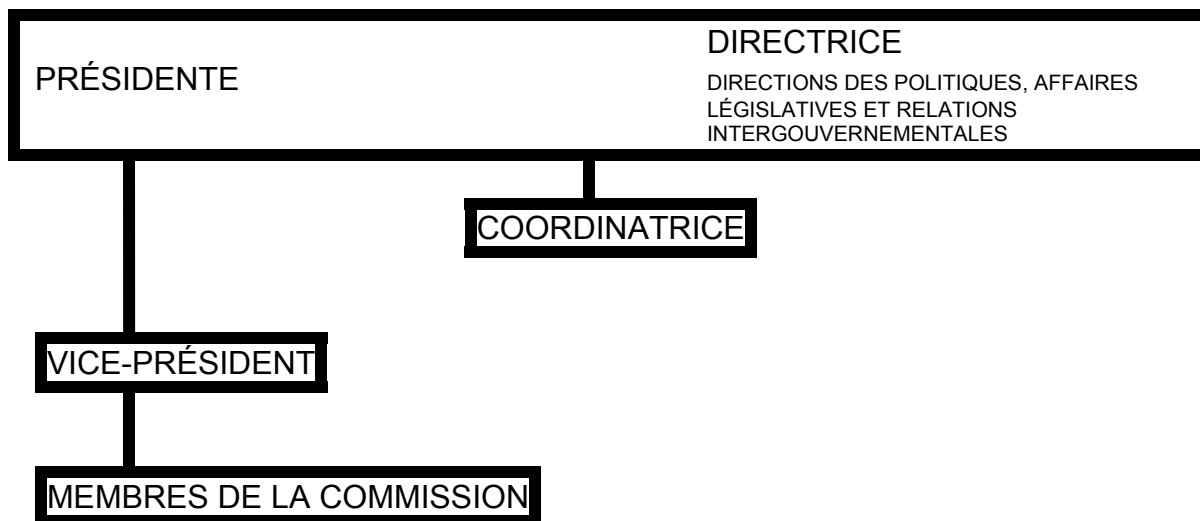 PRÉSIDENTE
DIRECTRICE
DIRECTIONS DES POLITIQUES, AFFAIRES
LÉGISLATIVES ET RELATIONS
INTERGOUVERNEMENTALES
COORDINATRICE
VICE-PRÉSIDENT
MEMBRES DE LA COMMISSION